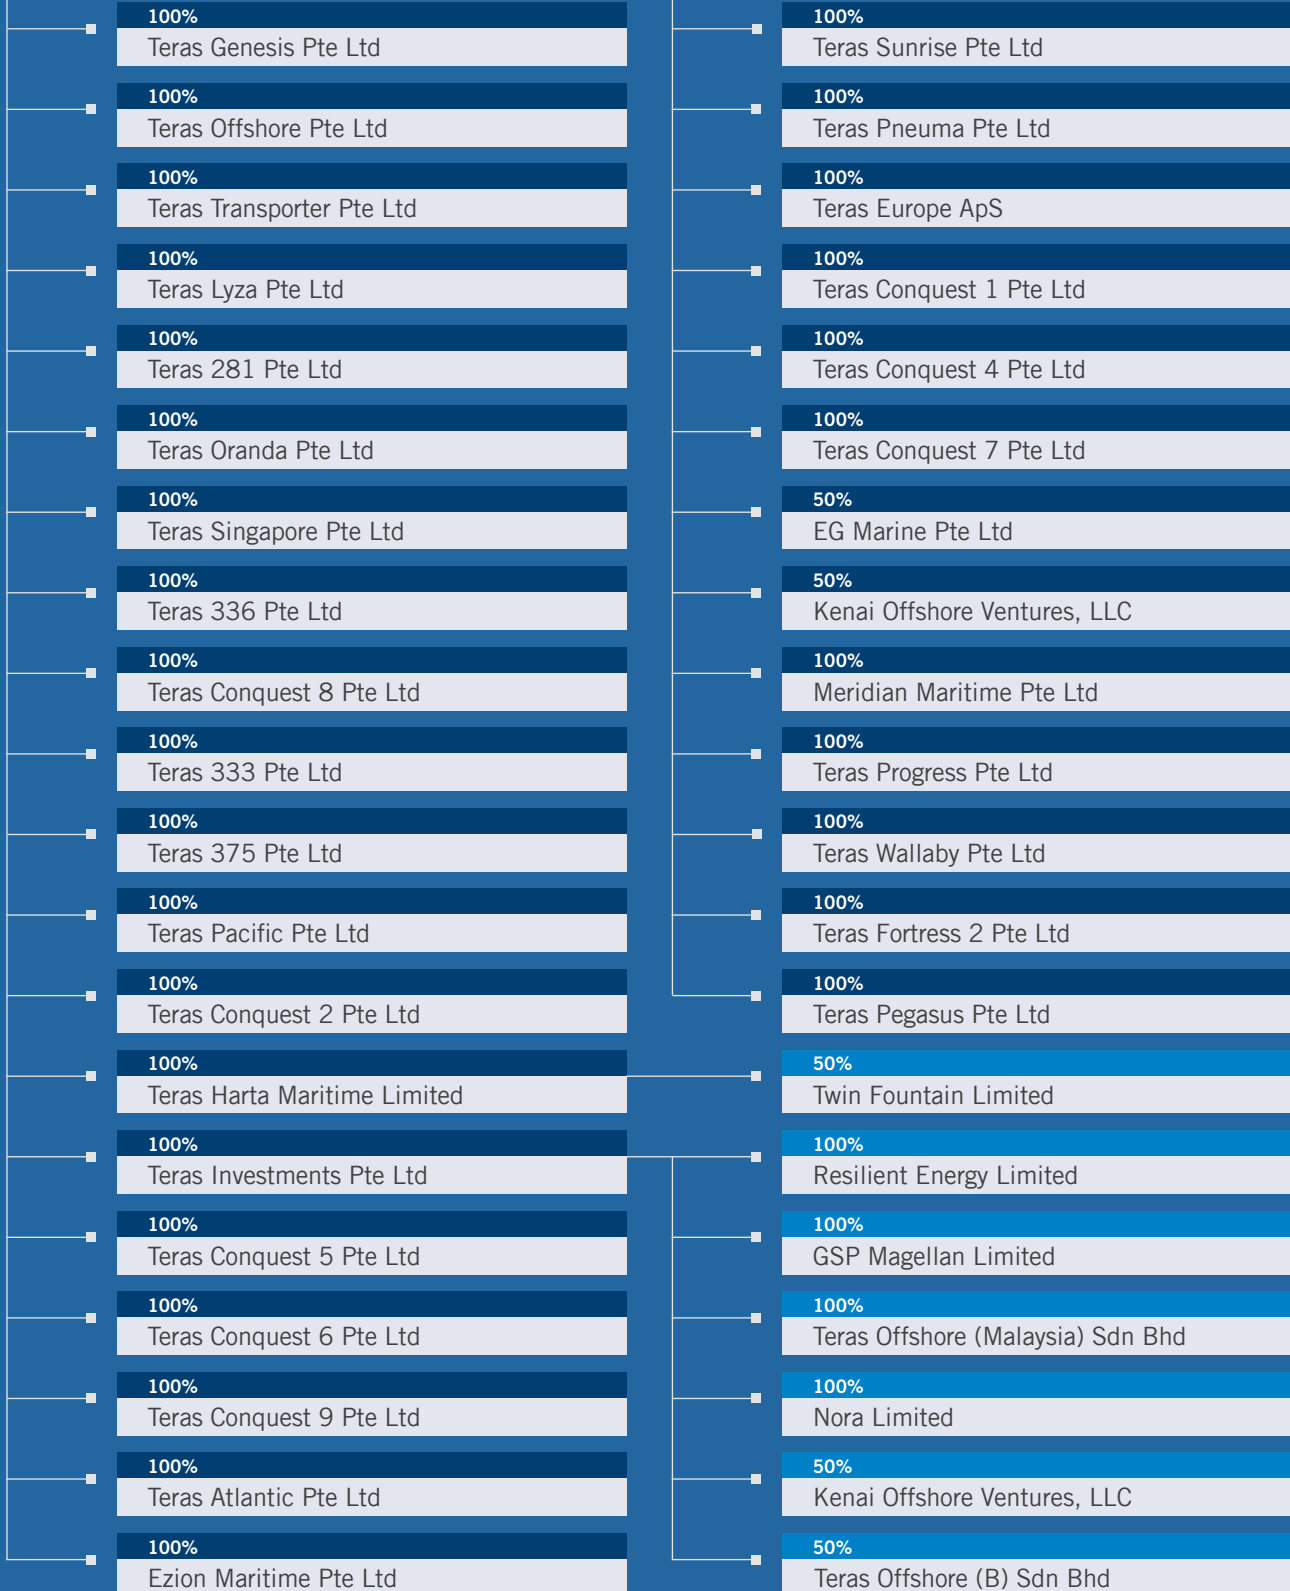 100%
Teras Genesis Pte Ltd
100%
Teras Offshore Pte Ltd
100%
Teras Transporter Pte Ltd
100%
Teras Lyza Pte Ltd
100%
Teras 281 Pte Ltd
100%
Teras Oranda Pte Ltd
100%
Teras Singapore Pte Ltd
100%
Teras 336 Pte Ltd
100%
Teras Conquest 8 Pte Ltd
100%
Teras 333 Pte Ltd
100%
Teras 375 Pte Ltd
100%
Teras Pacific Pte Ltd
100%
Teras Conquest 2 Pte Ltd
100%
Teras Harta Maritime Limited
100%
Teras Investments Pte Ltd
100%
Teras Conquest 5 Pte Ltd
100%
Teras Conquest 6 Pte Ltd
100%
Teras Conquest 9 Pte Ltd
100%
Teras Atlantic Pte Ltd
100%
Ezion Maritime Pte Ltd
100%
Teras Sunrise Pte Ltd
100%
Teras Pneuma Pte Ltd
100%
Teras Europe ApS
100%
Teras Conquest 1 Pte Ltd
100%
Teras Conquest 4 Pte Ltd
100%
Teras Conquest 7 Pte Ltd
50%
EG Marine Pte Ltd
50%
Kenai Offshore Ventures, LLC
100%
Meridian Maritime Pte Ltd
100%
Teras Progress Pte Ltd
100%
Teras Wallaby Pte Ltd
100%
Teras Fortress 2 Pte Ltd
100%
Teras Pegasus Pte Ltd
50%
Twin Fountain Limited
100%
Resilient Energy Limited
100%
GSP Magellan Limited
100%
Teras Offshore (Malaysia) Sdn Bhd
100%
Nora Limited
50%
Kenai Offshore Ventures, LLC
50%
Teras Offshore (B) Sdn Bhd